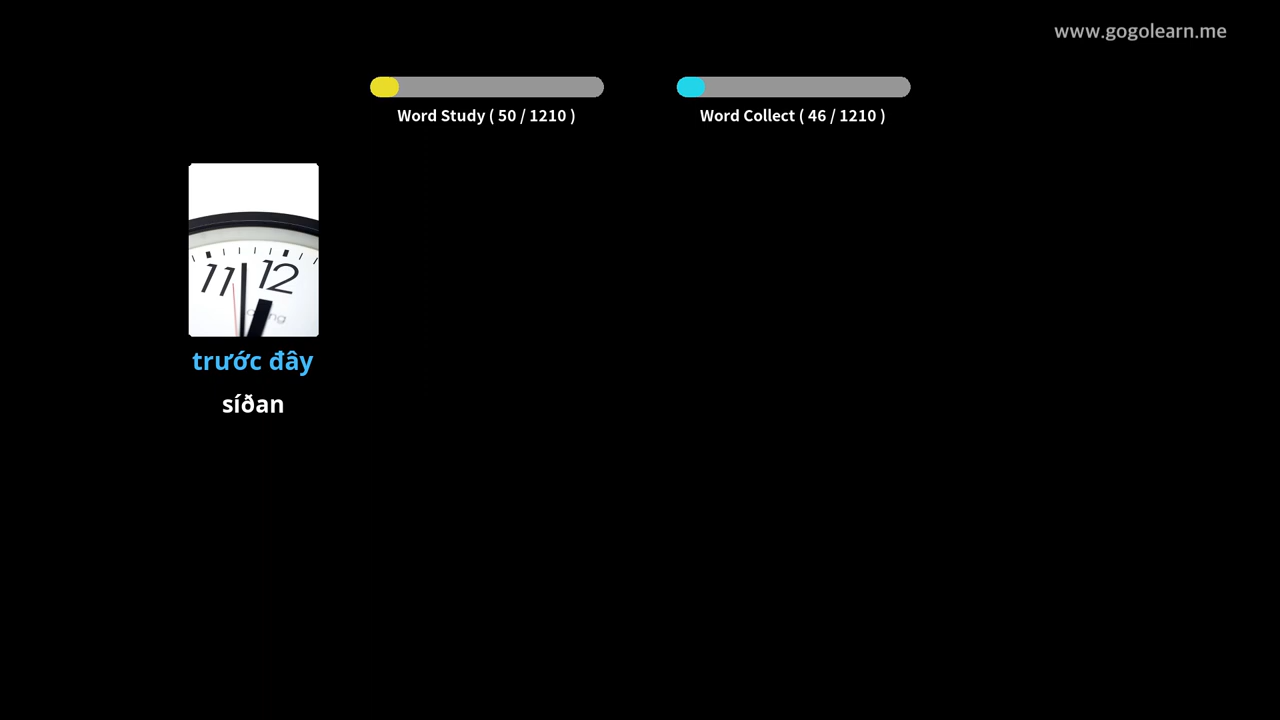 www.gogolearn.me
Word Study ( 50 / 1210 )
Word Collect ( 46 / 1210 )
11 12
trước đây
síðan